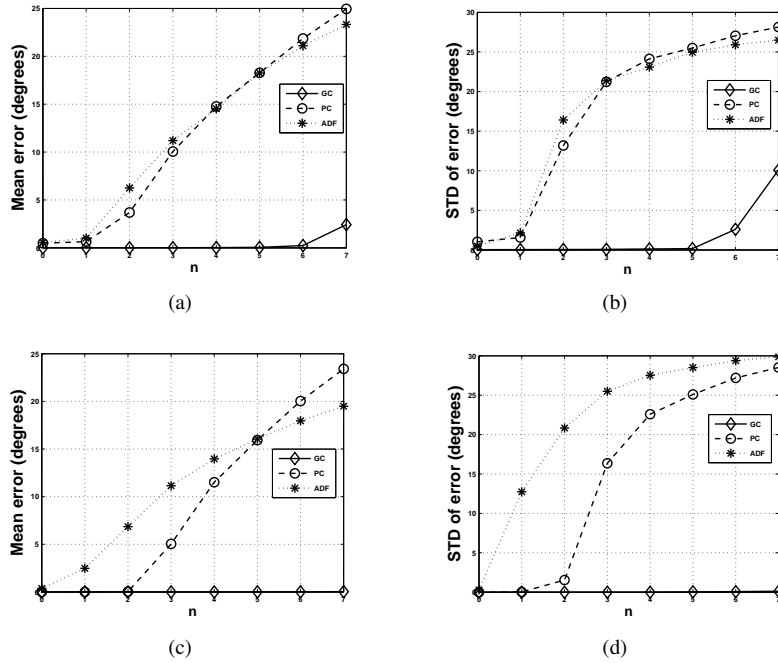 25
20
15
10
5
0
0 1 2 3 4 5 6 7
Mean error (degrees)
n
GC
PC
ADF
(a)
30
25
20
15
10
5
0
0 1 2 3 4 5 6 7
STD of error (degrees)
n
GC
PC
ADF
(b)
25
20
15
10
5
0
0 1 2 3 4 5 6 7
Mean error (degrees)
n
GC
PC
ADF
(c)
30
25
20
15
10
5
0
0 1 2 3 4 5 6 7
STD of error (degrees)
n
GC
PC
ADF
(d)